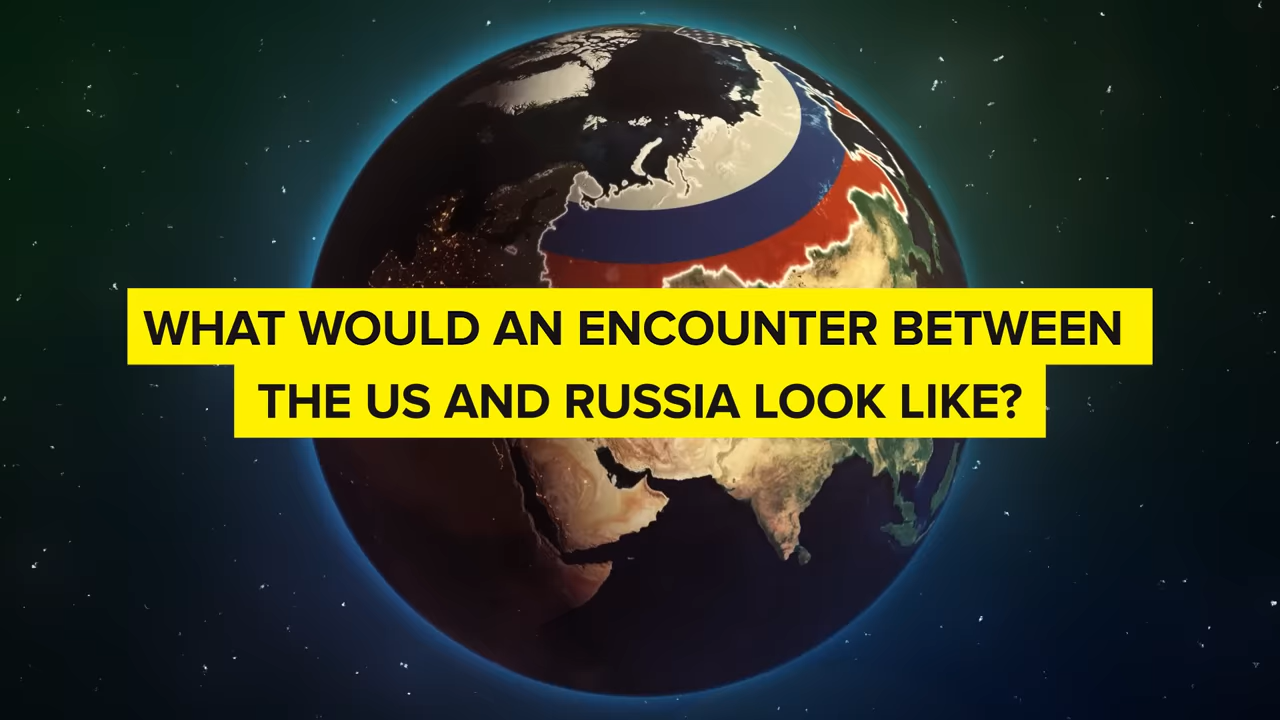 WHAT WOULD AN ENCOUNTER BETWEEN
THE US AND RUSSIA LOOK LIKE?